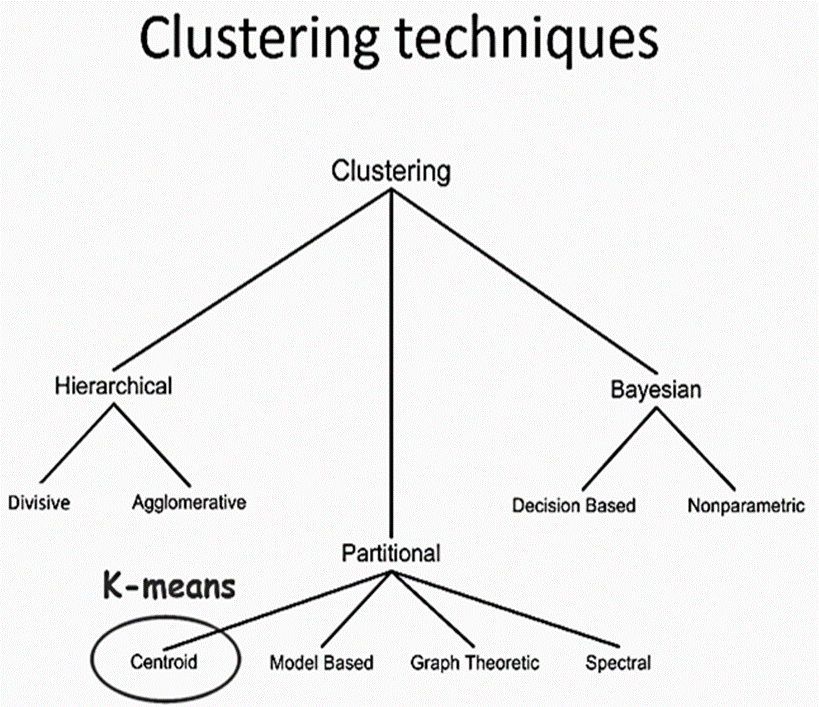 Clustering techniques
Clustering
Hierarchical
Bayesian
Divisive
Agglomerative
Decision Based
Nonparametric
Partitional
K-means
Centroid
Model Based
Graph Theoretic
Spectral